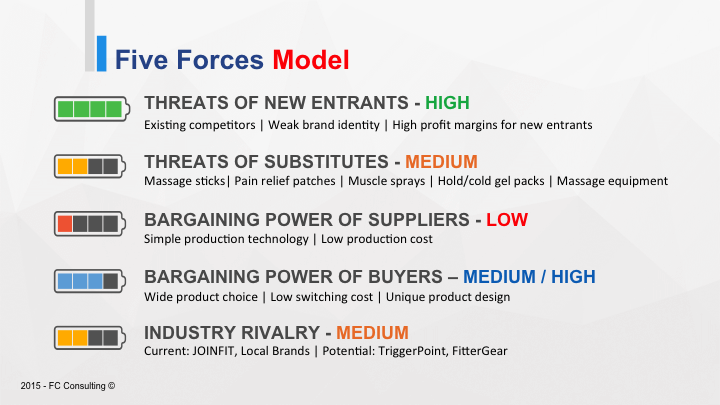 Five Forces Model
THREATS OF NEW ENTRANTS - HIGH
Existing competitors | Weak brand identity | High profit margins for new entrants
THREATS OF SUBSTITUTES - MEDIUM
Massage sticks| Pain relief patches | Muscle sprays | Hold/cold gel packs | Massage equipment
BARGAINING POWER OF SUPPLIERS - LOW
Simple production technology | Low production cost
BARGAINING POWER OF BUYERS – MEDIUM / HIGH
Wide product choice | Low switching cost | Unique product design
INDUSTRY RIVALRY - MEDIUM
Current: JOINFIT, Local Brands | Potential: TriggerPoint, FitterGear
2015 - FC Consulting ©